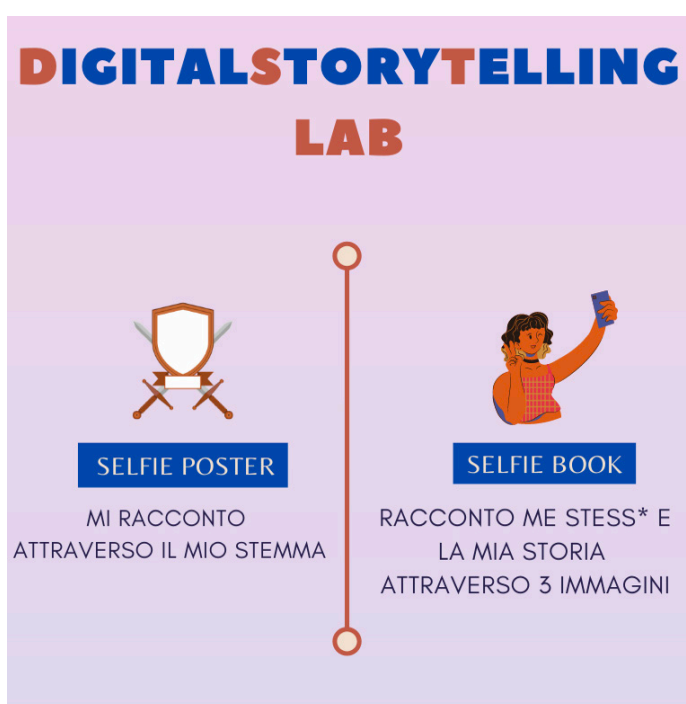 DIGITALSTORYTELLING
LAB
SELFIE POSTER
MI RACCONTO
ATTRAVERSO IL MIO STEMMA
SELFIE BOOK
RACCONTO ME STESS* E
LA MIA STORIA
ATTRAVERSO 3 IMMAGINI